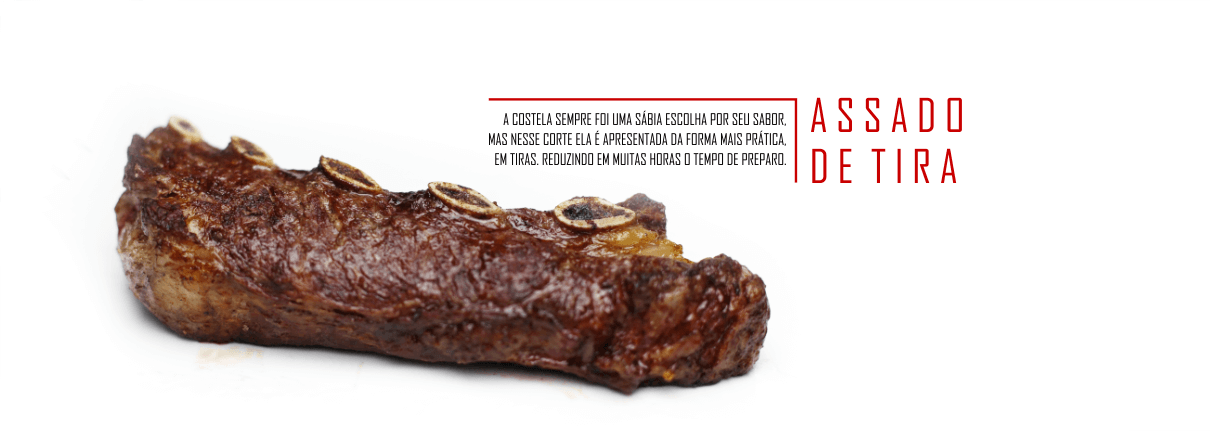 A COSTELA SEMPRE FOI UMA SÁBIA ESCOLHA POR SEU SABOR,
MAS NESSE CORTE ELA É APRESENTADA DA FORMA MAIS PRÁTICA,
EM TIRAS. REDUZINDO EM MUITAS HORAS O TEMPO DE PREPARO.
ASSADO
DE TIRA